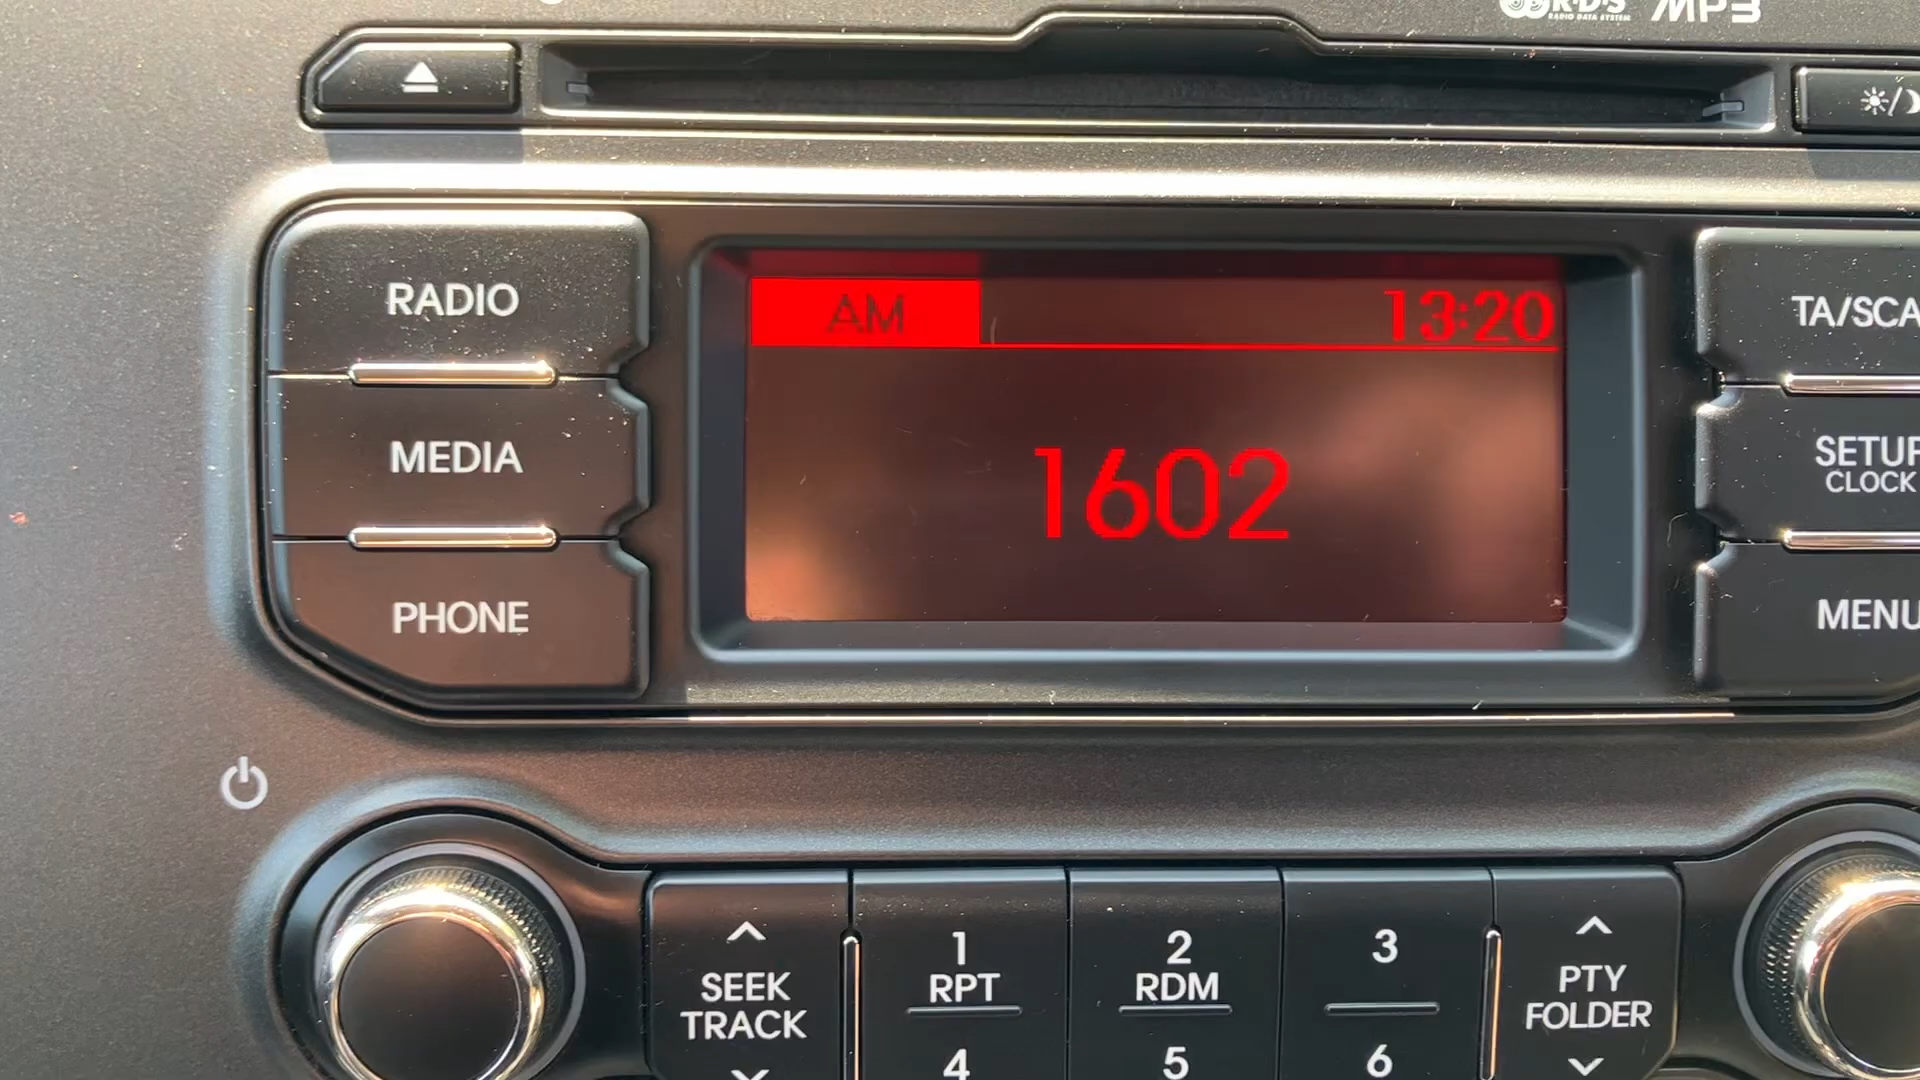 R·D·S MP3
RADIO DATA SYSTEM
RADIO
MEDIA
PHONE
AM 13:20
1602
TA/SCA
SETUP
CLOCK
MENU
SEEK
TRACK
1
RPT
2
RDM
3
4
5
6
PTY
FOLDER